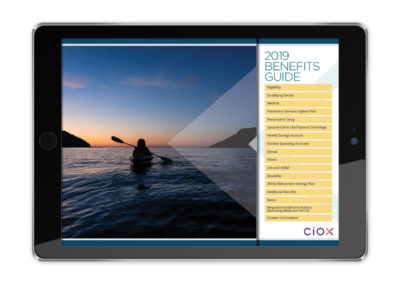 2019
BENEFITS
GUIDE
Eligibility
Qualifying Events
Medical
Preventive Services Option Plan
Prescription Drug
Spousal Carve-Out/Tobacco Surcharge
Health Savings Account
Flexible Spending Accounts
Dental
Vision
Life and AD&D
Disability
401(k) Retirement Savings Plan
Additional Benefits
Notes
Required Enrollment Notices
(including Medicare Part D)
Contact Information
CIOX